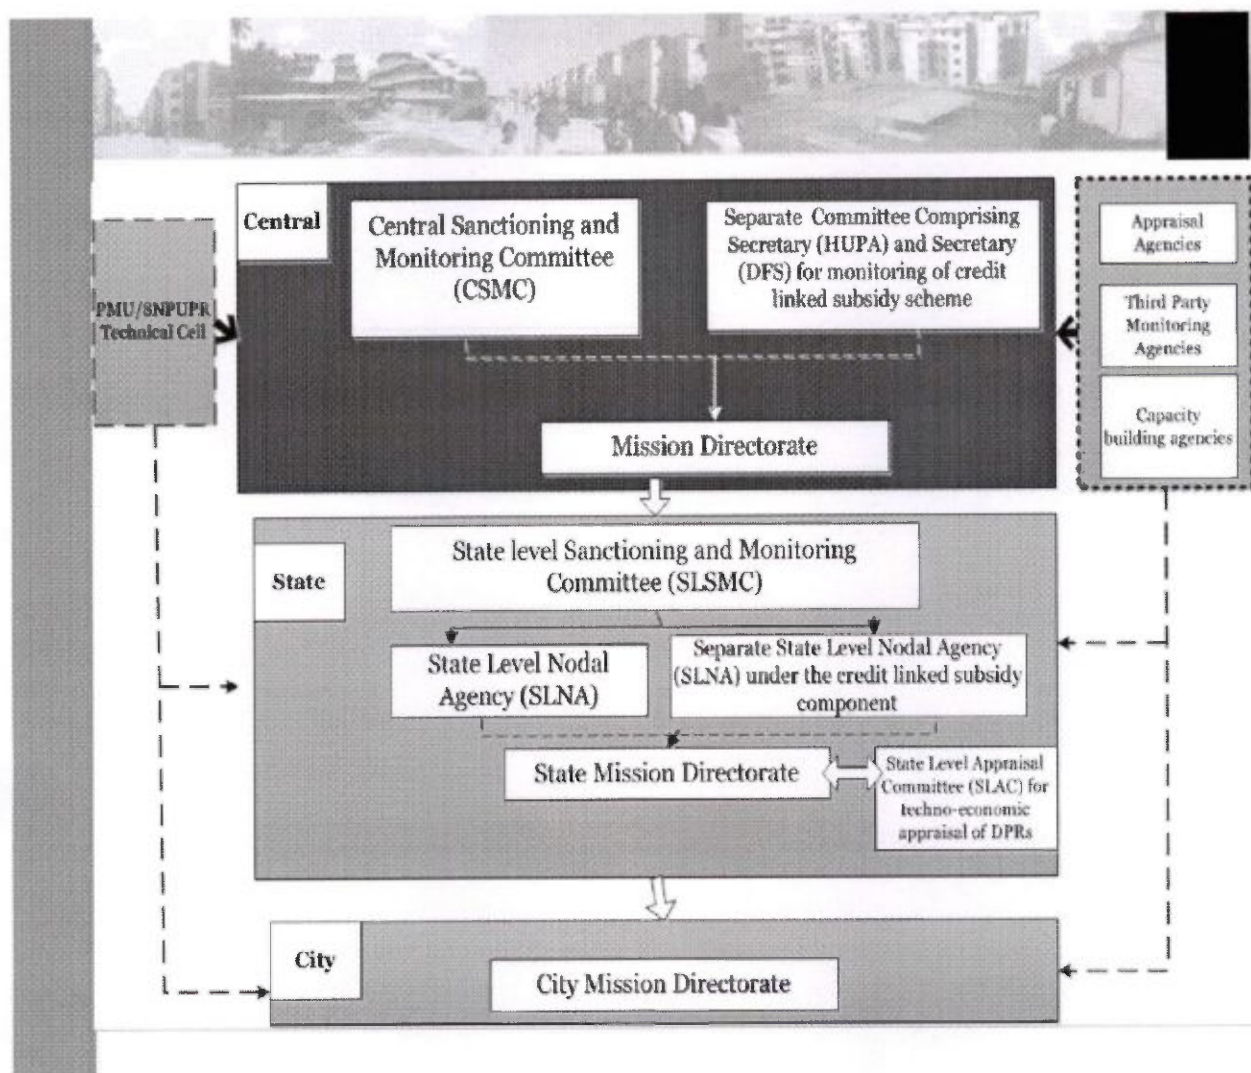 Central
Central Sanctioning and
Monitoring Committee
(CSMC)
Separate Committee Comprising
Secretary (HUPA) and Secretary
(DFS) for monitoring of credit
linked subsidy scheme
Appraisal
Agencies
PMU/SNPUPR
Technical Cell
Third Party
Monitoring
Agencies
Capacity
building agencies
Mission Directorate
State
State level Sanctioning and Monitoring
Committee (SLSMC)
State Level Nodal
Agency (SLNA)
Separate State Level Nodal Agency
(SLNA) under the credit linked subsidy
component
State Mission Directorate
State Level Appraisal
Committee (SLAC) for
techno-economic
appraisal of DPRs
City
City Mission Directorate